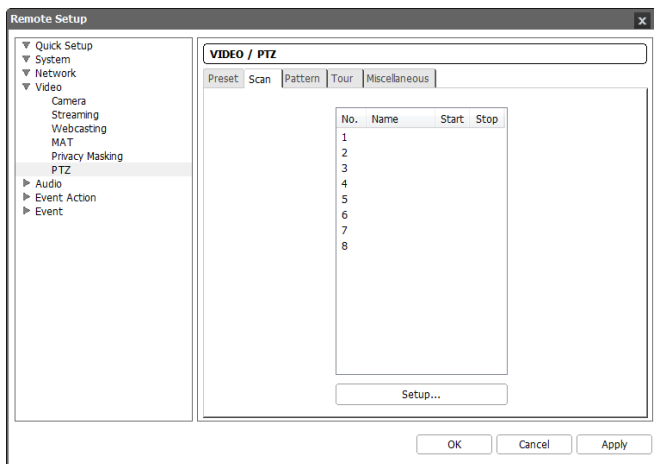 Remote Setup
x
Quick Setup
System
Network
Video
Camera
Streaming
Webcasting
MAT
Privacy Masking
PTZ
Audio
Event Action
Event
VIDEO / PTZ
Preset Scan Pattern Tour Miscellaneous
No. Name Start Stop
1
2
3
4
5
6
7
8
Setup...
OK Cancel Apply